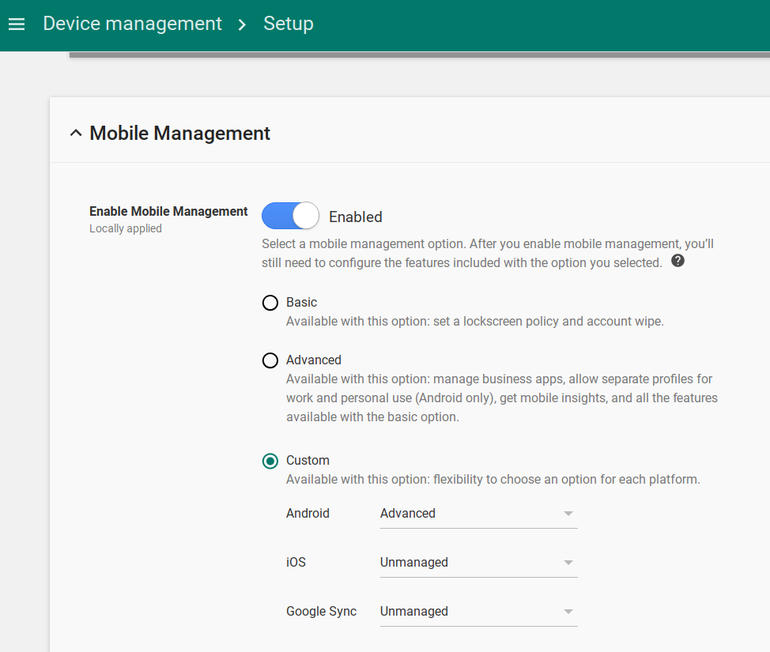 Device management > Setup
Mobile Management
Enable Mobile Management
Locally applied
Enabled
Select a mobile management option. After you enable mobile management, you'll
still need to configure the features included with the option you selected. ?
Basic
Available with this option: set a lockscreen policy and account wipe.
Advanced
Available with this option: manage business apps, allow separate profiles for
work and personal use (Android only), get mobile insights, and all the features
available with the basic option.
Custom
Available with this option: flexibility to choose an option for each platform.
Android Advanced
iOS Unmanaged
Google Sync Unmanaged